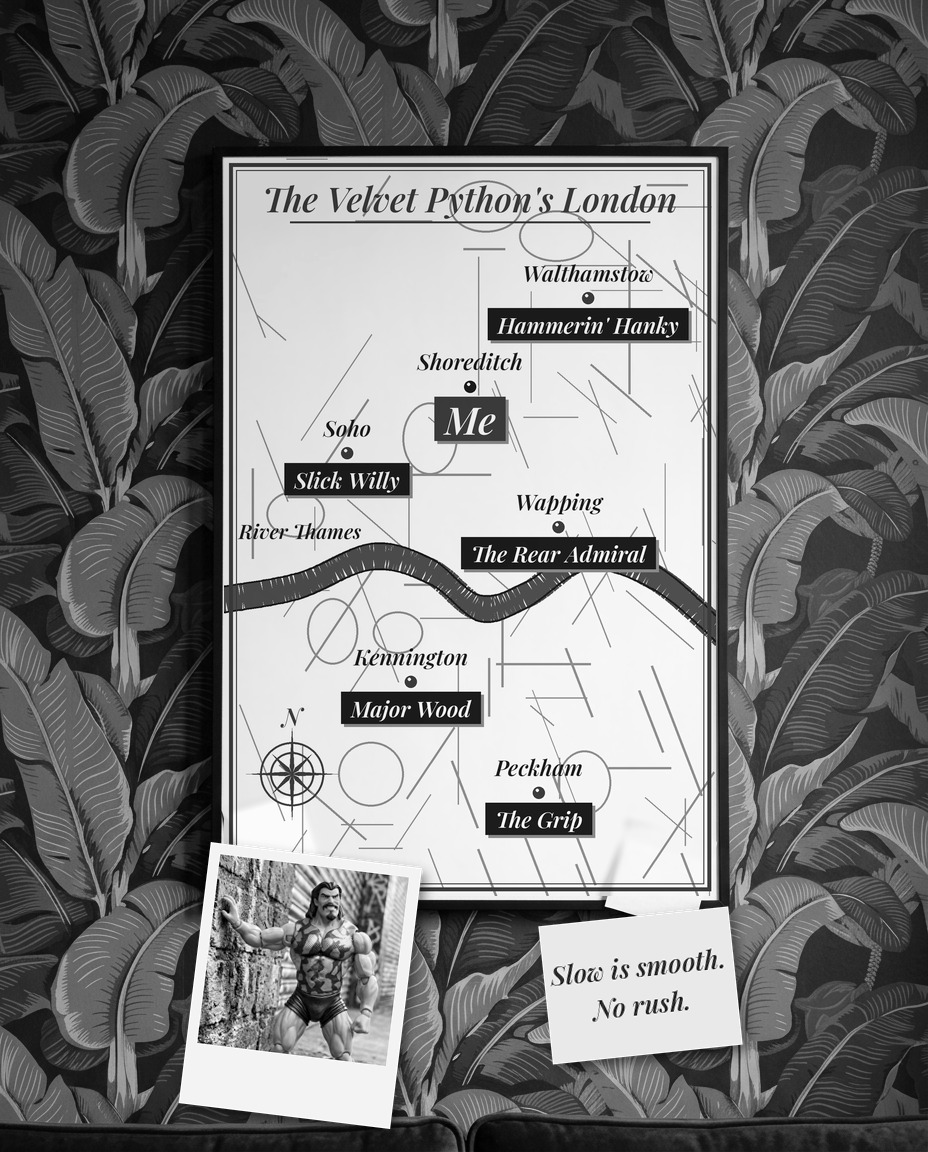 The Velvet Python's London
Walthamstow
Hammerin' Hanky
Shoreditch
Me
Soho
Slick Willy
Wapping
The Rear Admiral
River Thames
Kennington
Major Wood
N
Peckham
The Grip
Slow is smooth.
No rush.